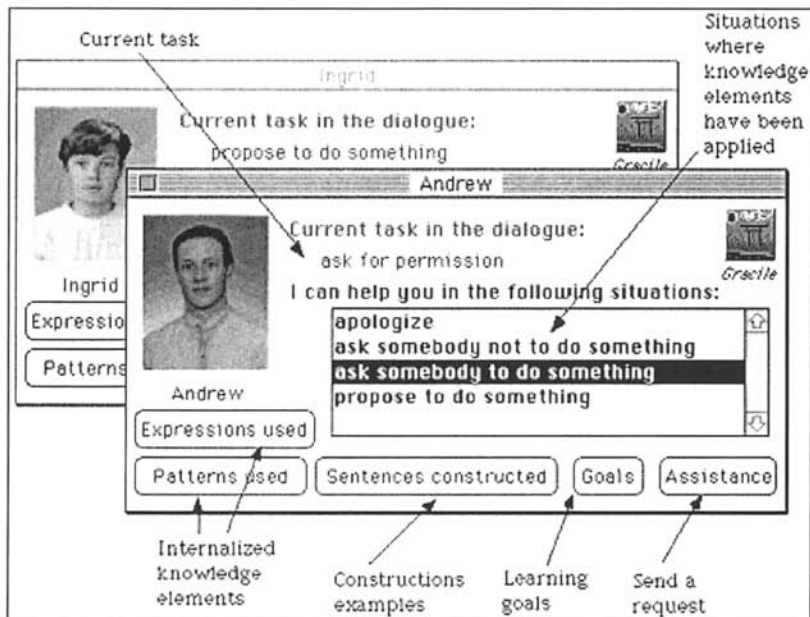 Current task
Situations
where
knowledge
elements
have been
applied
Ingrid
Current task in the dialogue:
propose to do something
Gracile
Ingrid
Expressio
Patterns
Andrew
Current task in the dialogue:
ask for permission
Gracile
I can help you in the following situations:
apologize
ask somebody not to do something
ask somebody to do something
propose to do something
Andrew
Expressions used
Patterns used
Sentences constructed
Goals
Assistance
Internalized
knowledge
elements
Constructions
examples
Learning
goals
Send a
request